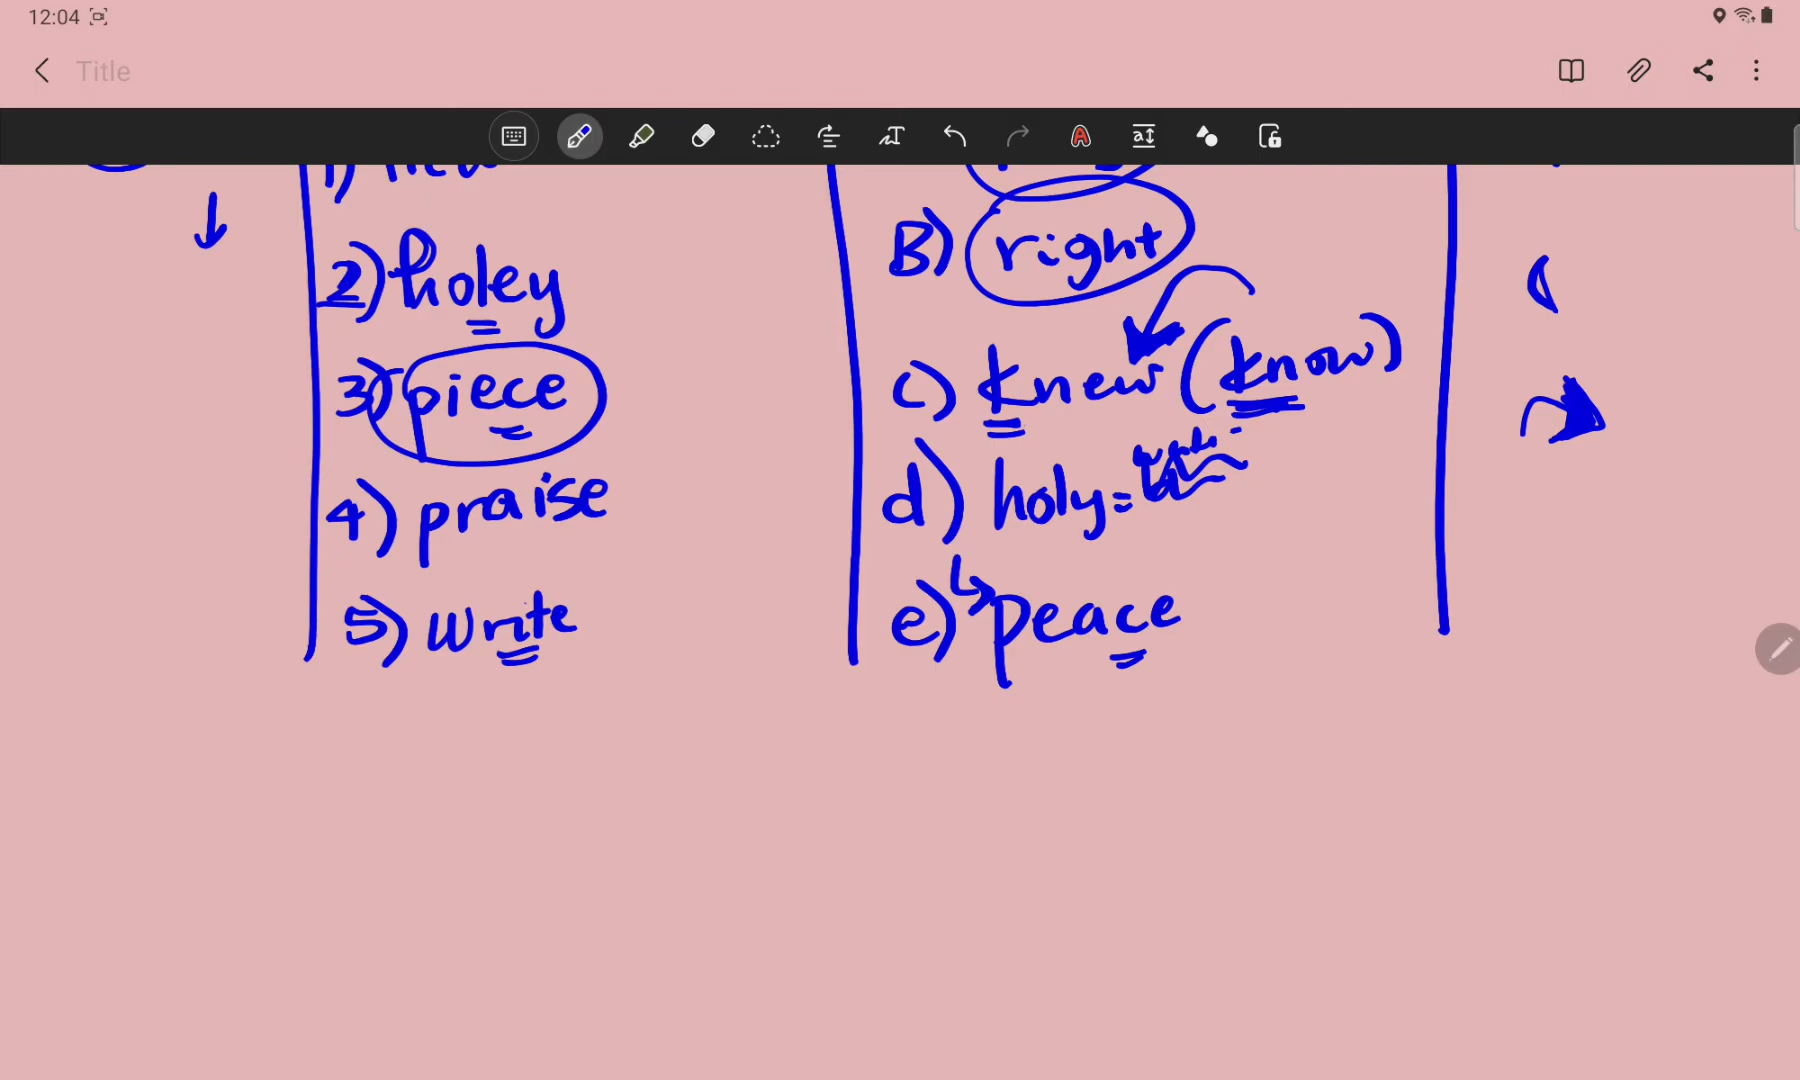 12:04
Title
B) right
2) holey
3) piece
c) knew (know)
4) praise
d) holy =
5) write
e) peace